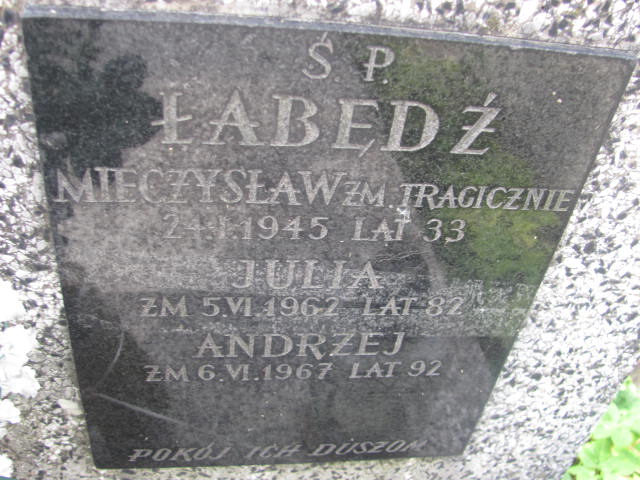 Ś. P.
ŁABĘDŹ
MIECZYSŁAW ZM. TRAGICZNIE
24.I.1945 LAT 33
JULIA
ZM 5.VI.1962 LAT 82
ANDRZEJ
ZM 6.VI.1967 LAT 92
POKÓJ ICH DUSZOM